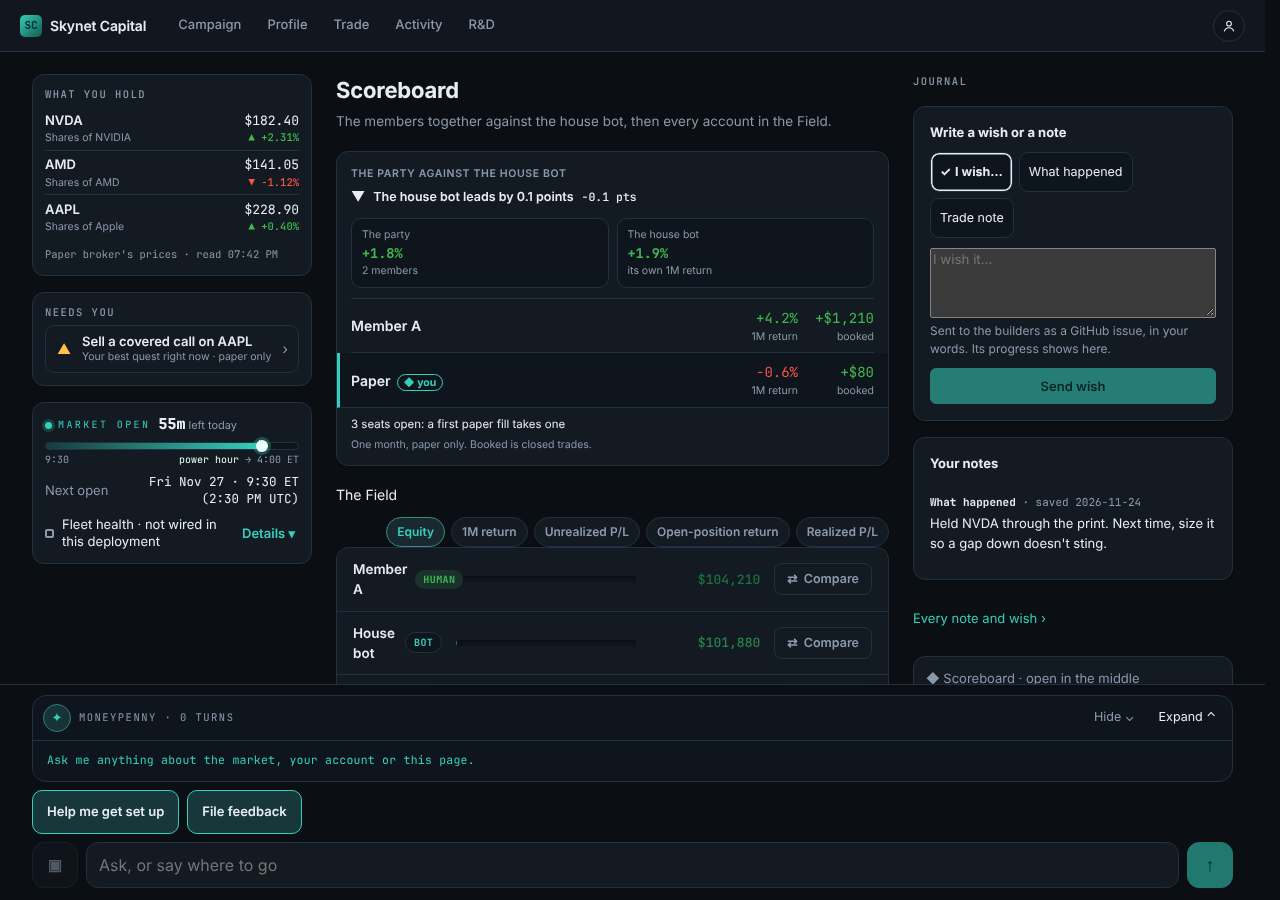 SC Skynet Capital Campaign Profile Trade Activity R&D
WHAT YOU HOLD
NVDA $182.40
Shares of NVIDIA ▲ +2.31%
AMD $141.05
Shares of AMD ▼ -1.12%
AAPL $228.90
Shares of Apple ▲ +0.40%
Paper broker's prices · read 07:42 PM
NEEDS YOU
Sell a covered call on AAPL
Your best quest right now · paper only ›
MARKET OPEN 55m left today
9:30 power hour → 4:00 ET
Next open Fri Nov 27 · 9:30 ET
(2:30 PM UTC)
Fleet health · not wired in
this deployment
Details ▾
Scoreboard
The members together against the house bot, then every account in the Field.
THE PARTY AGAINST THE HOUSE BOT
▼ The house bot leads by 0.1 points -0.1 pts
The party
+1.8%
2 members
The house bot
+1.9%
its own 1M return
Member A +4.2% +$1,210
1M return booked
Paper ◆ you -0.6% +$80
1M return booked
3 seats open: a first paper fill takes one
One month, paper only. Booked is closed trades.
The Field
Equity 1M return Unrealized P/L Open-position return Realized P/L
Member
A
HUMAN $104,210 ⇄ Compare
House
bot
BOT $101,880 ⇄ Compare
JOURNAL
Write a wish or a note
✓ I wish... What happened
Trade note
I wish it...
Sent to the builders as a GitHub issue, in your
words. Its progress shows here.
Send wish
Your notes
What happened · saved 2026-11-24
Held NVDA through the print. Next time, size it
so a gap down doesn't sting.
Every note and wish ›
◆ Scoreboard · open in the middle
✦ MONEYPENNY · 0 TURNS Hide ⌄ Expand ⌃
Ask me anything about the market, your account or this page.
Help me get set up File feedback
▣ Ask, or say where to go ↑